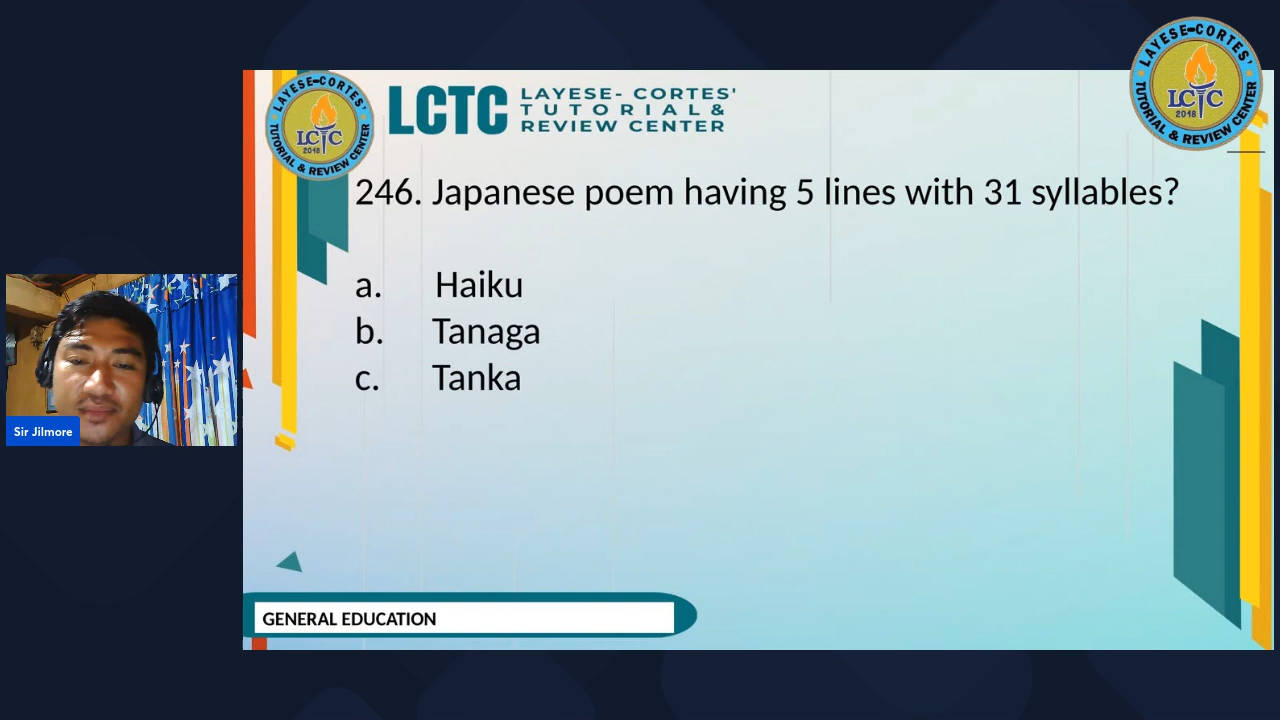 LAYESE-CORTES'
TUTORIAL & REVIEW CENTER
LCTC
2018
LAYESE-CORTES'
TUTORIAL & REVIEW CENTER
LCTC
2018
LCTC
LAYESE- CORTES'
TUTORIAL &
REVIEW CENTER
246. Japanese poem having 5 lines with 31 syllables?
a. Haiku
b. Tanaga
c. Tanka
Sir Jilmore
GENERAL EDUCATION